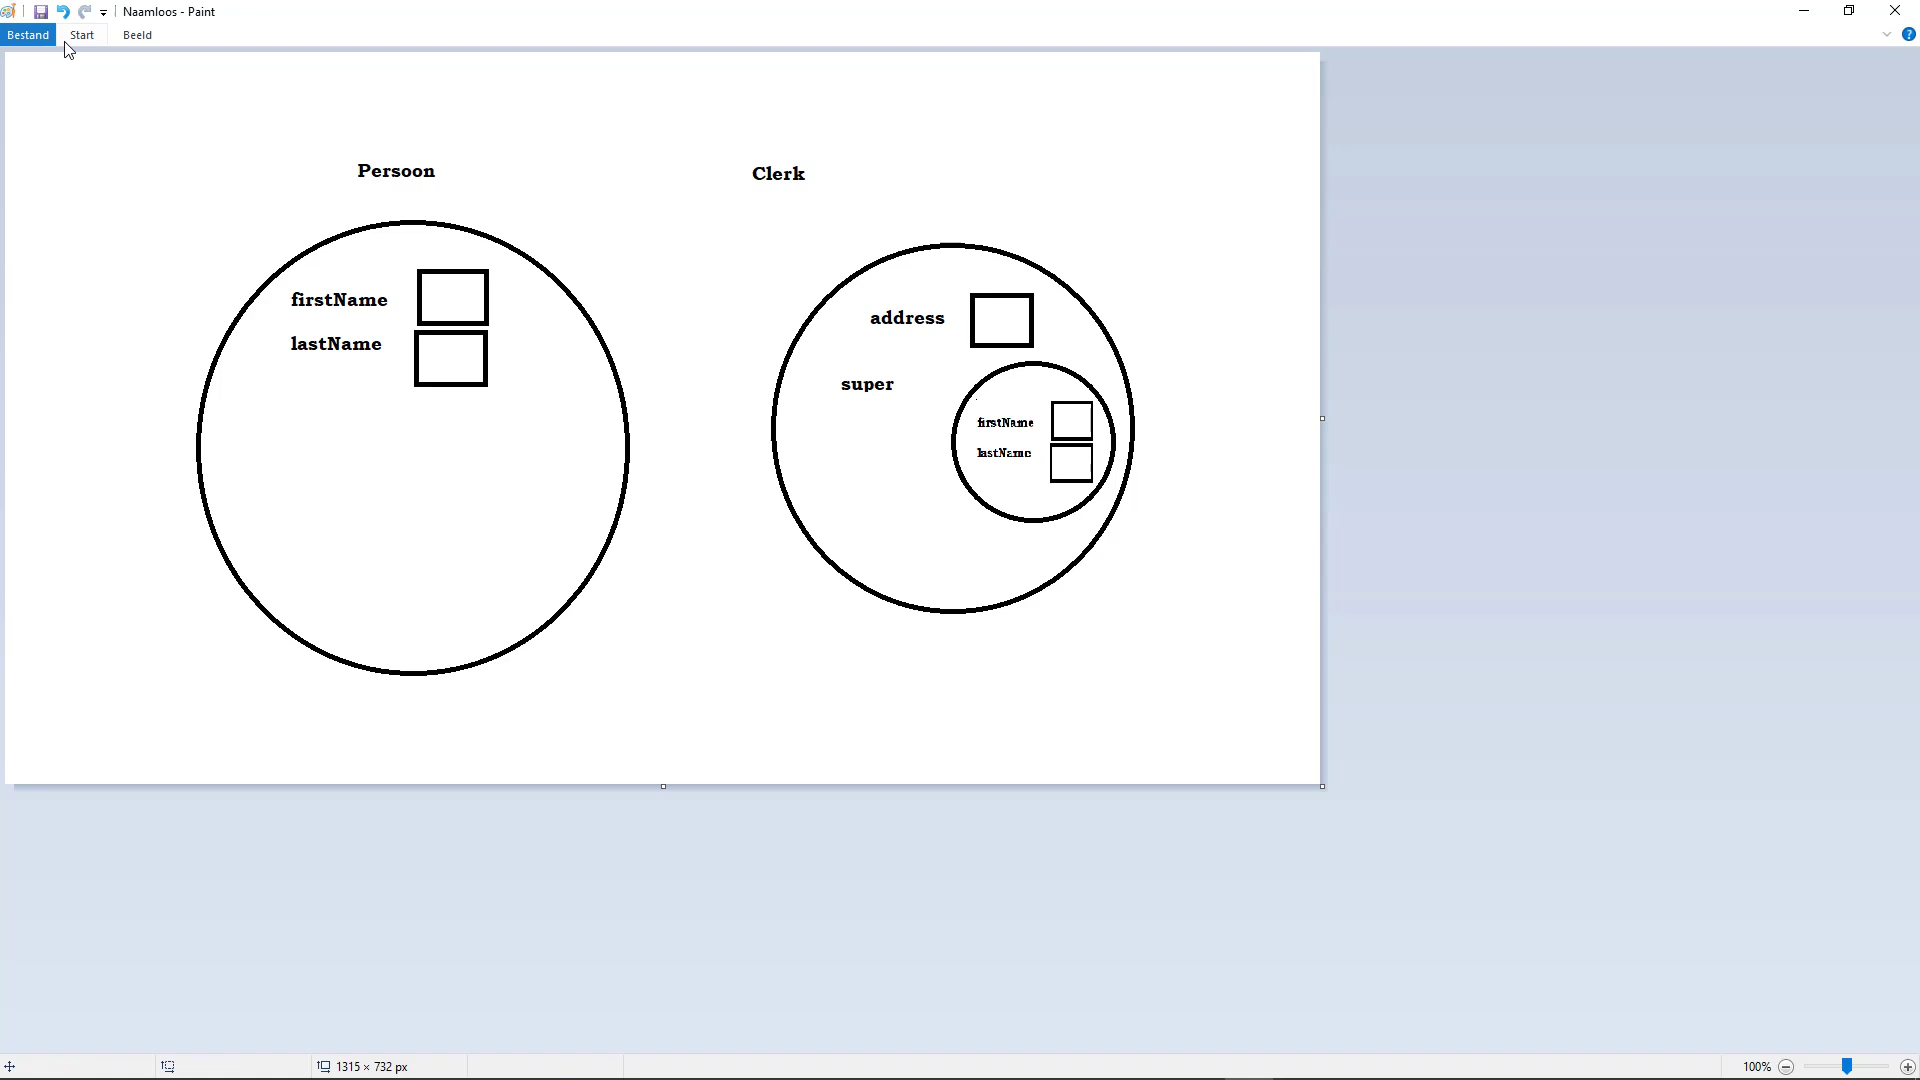 Naamloos - Paint
Bestand Start Beeld
Persoon
firstName
lastName
Clerk
address
super
firstName
lastName
1315 × 732 px
100%